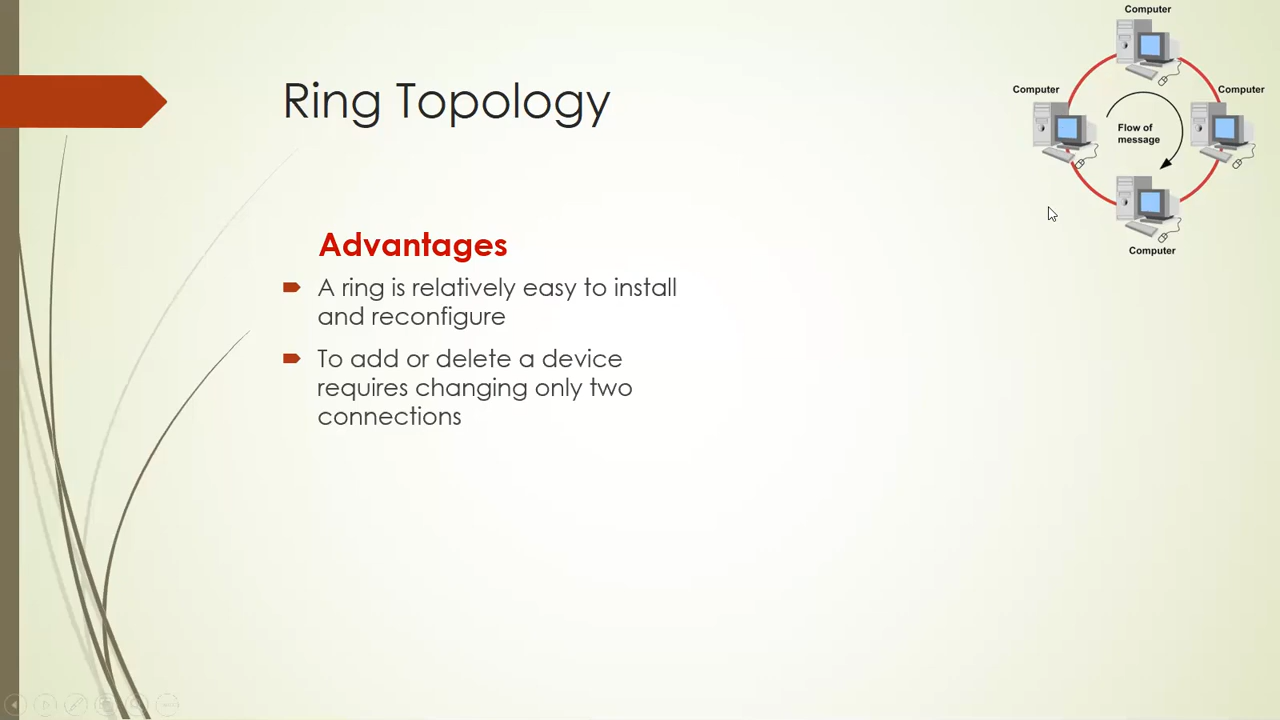 Ring Topology
Computer
Computer
Computer
Flow of
message
Computer
Advantages
A ring is relatively easy to install
and reconfigure
To add or delete a device
requires changing only two
connections